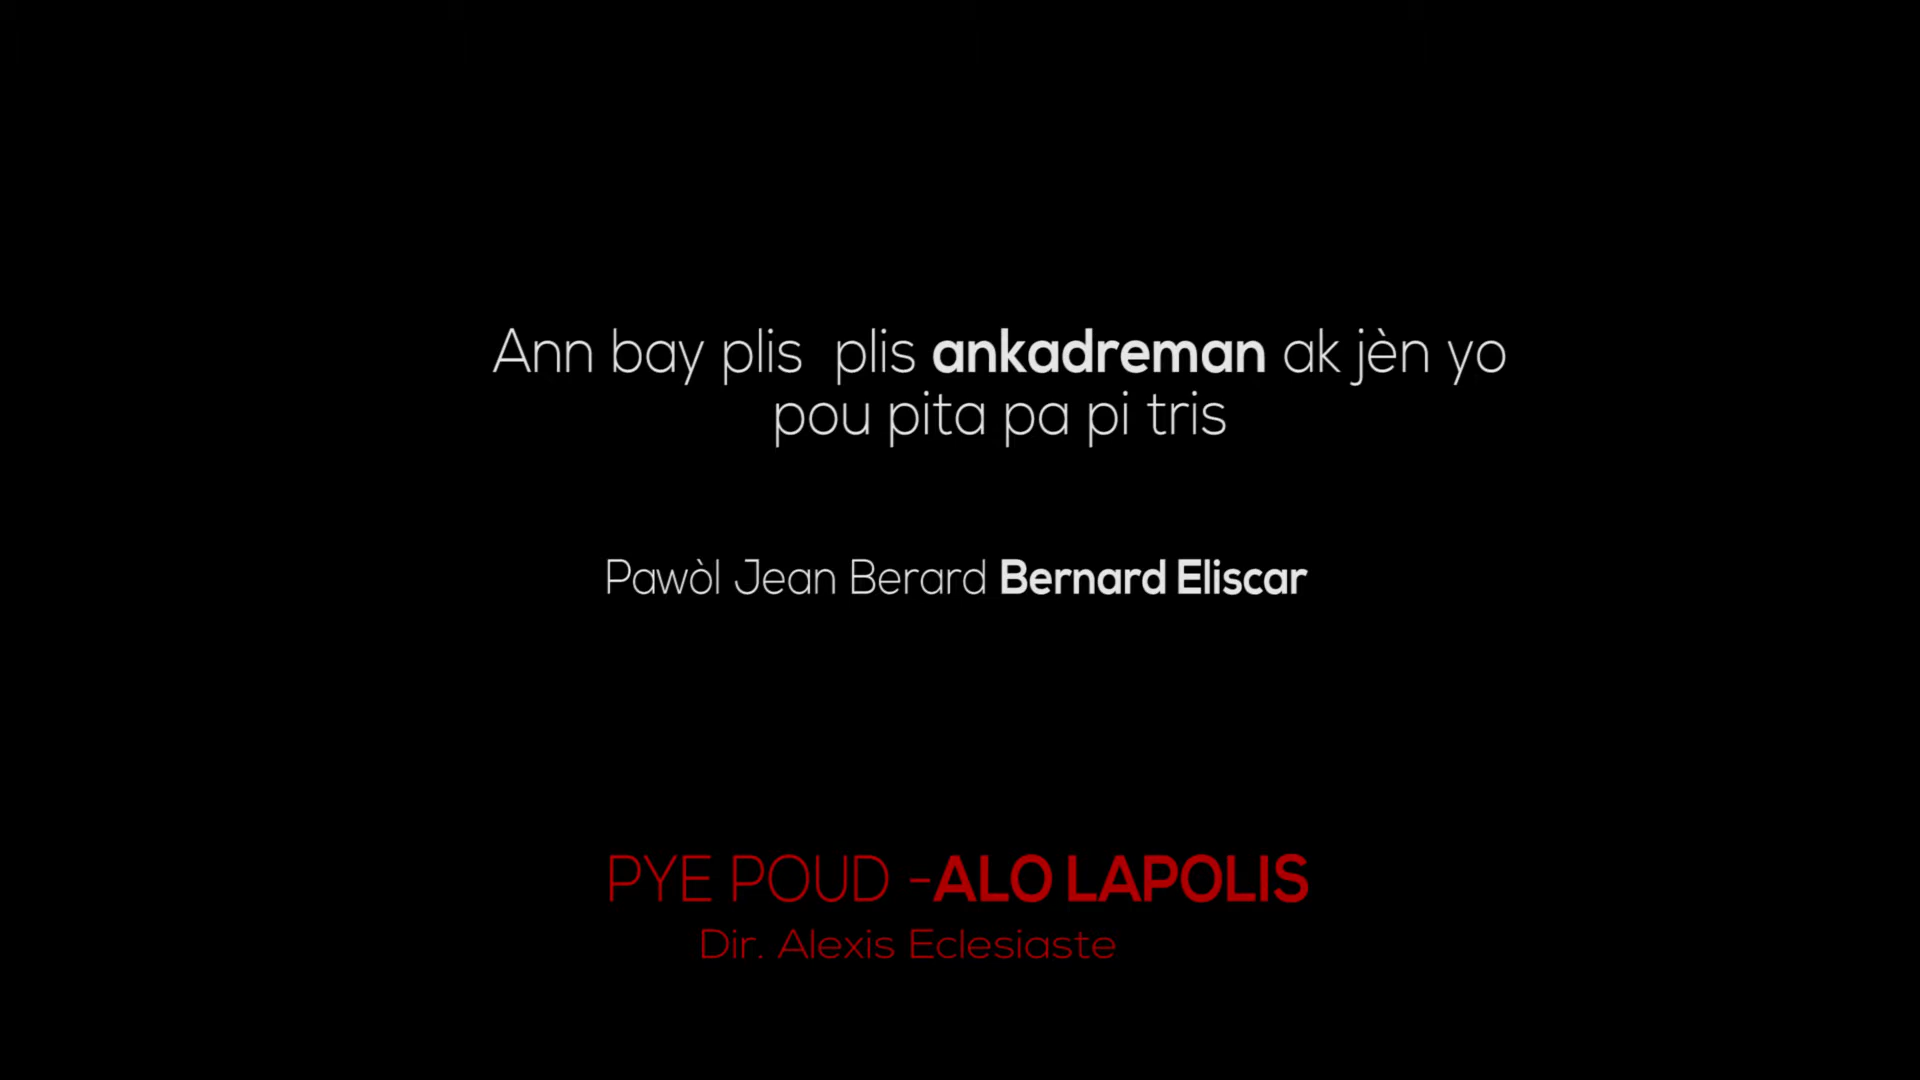 Ann bay plis  plis ankadreman ak jèn yo
pou pita pa pi tris
Pawòl Jean Berard Bernard Eliscar
PYE POUD -ALO LAPOLIS
Dir. Alexis Eclesiaste